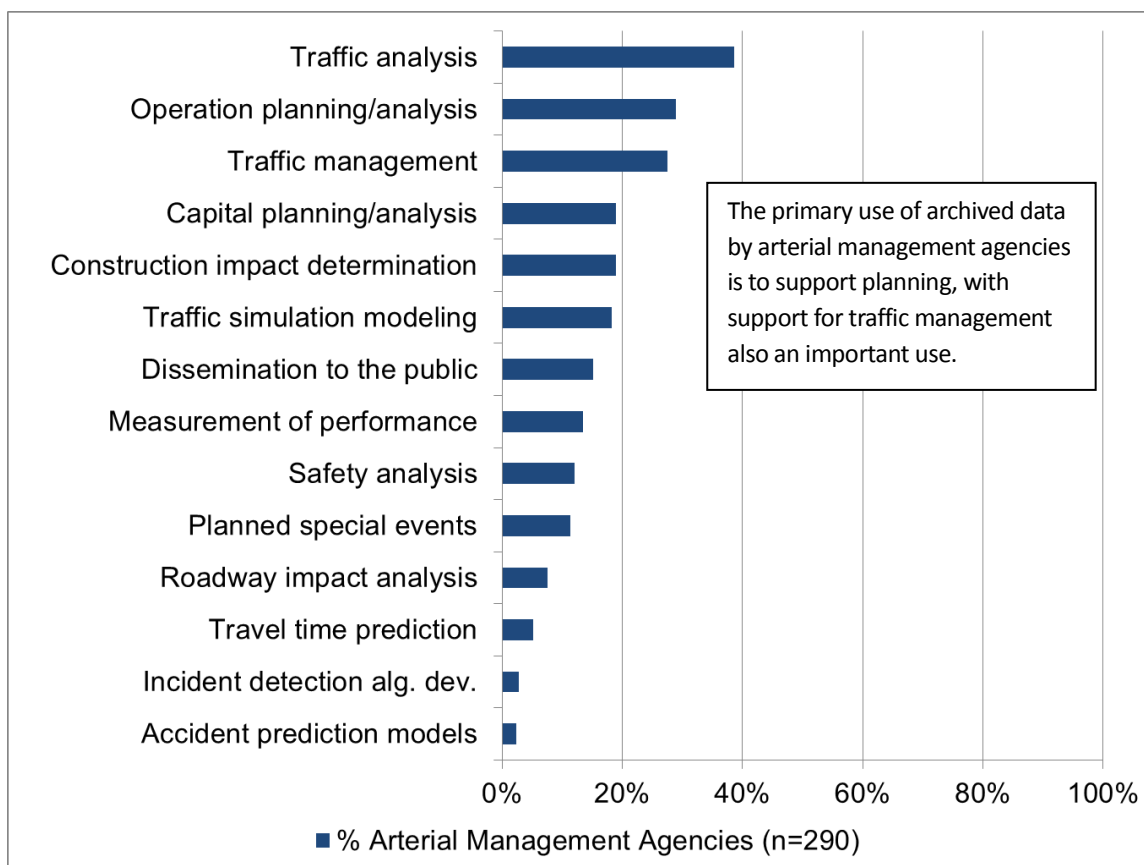 Traffic analysis
Operation planning/analysis
Traffic management
Capital planning/analysis
Construction impact determination
Traffic simulation modeling
Dissemination to the public
Measurement of performance
Safety analysis
Planned special events
Roadway impact analysis
Travel time prediction
Incident detection alg. dev.
Accident prediction models
The primary use of archived data
by arterial management agencies
is to support planning, with
support for traffic management
also an important use.
0% 20% 40% 60% 80% 100%
% Arterial Management Agencies (n=290)